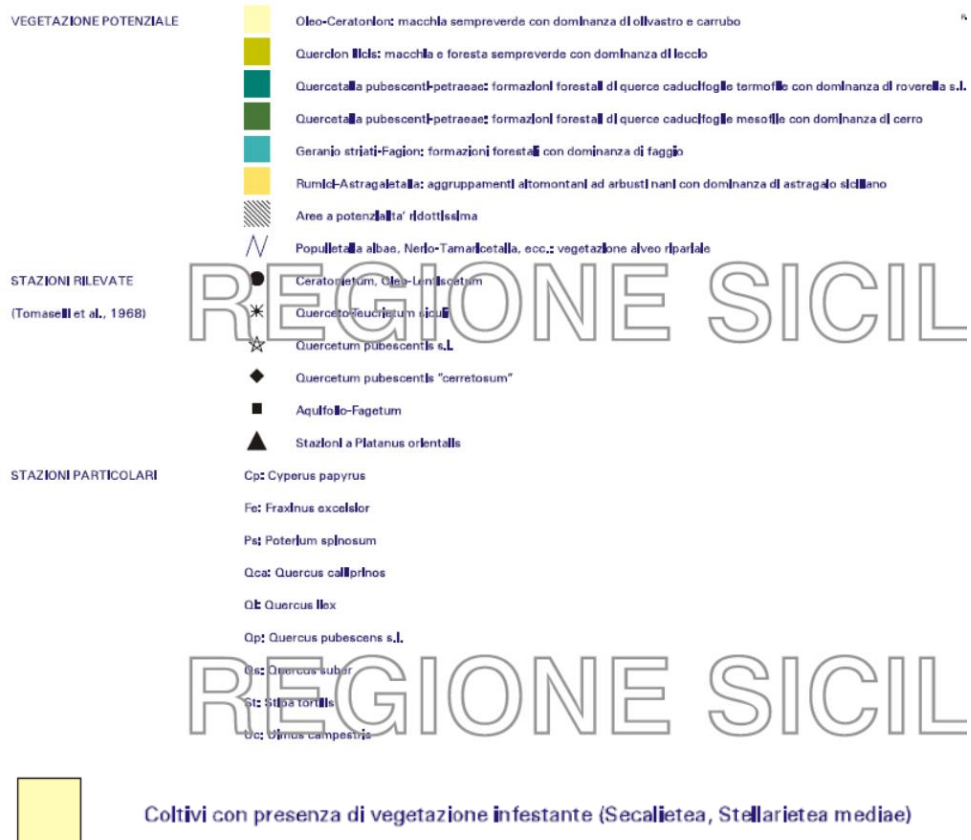 VEGETAZIONE POTENZIALE
Oleo-Ceratonion: macchia sempreverde con dominanza di olivastro e carrubo
Quercion ilicis: macchia e foresta sempreverde con dominanza di leccio
Quercetalia pubescenti-petraeae: formazioni forestali di querce caducifoglie termofile con dominanza di roverella s.l.
Quercetalia pubescenti-petraeae: formazioni forestali di querce caducifoglie mesofile con dominanza di cerro
Geranio striati-Fagion: formazioni forestali con dominanza di faggio
Rumici-Astragaletalia: aggruppamenti altomontani ad arbusti nani con dominanza di astragalo siciliano
Aree a potenzialita' ridottissima
Populetalia albae, Nerio-Tamaricetalia, ecc.: vegetazione alveo ripariale
STAZIONI RILEVATE
Ceratonietum, Oleo-Lentiscetum
(Tomaselli et al., 1968)
Querceto-Teucrietum siculi
Quercetum pubescentis s.l.
Quercetum pubescentis "cerretosum"
Aquifolio-Fagetum
Stazioni a Platanus orientalis
STAZIONI PARTICOLARI
Cp: Cyperus papyrus
Fe: Fraxinus excelsior
Ps: Poterium spinosum
Qca: Quercus calliprinos
Qi: Quercus ilex
Qp: Quercus pubescens s.l.
Qs: Quercus suber
St: Stipa tortilis
Uc: Ulmus campestris
REGIONE SICIL
REGIONE SICIL
Coltivi con presenza di vegetazione infestante (Secalietea, Stellarietea mediae)